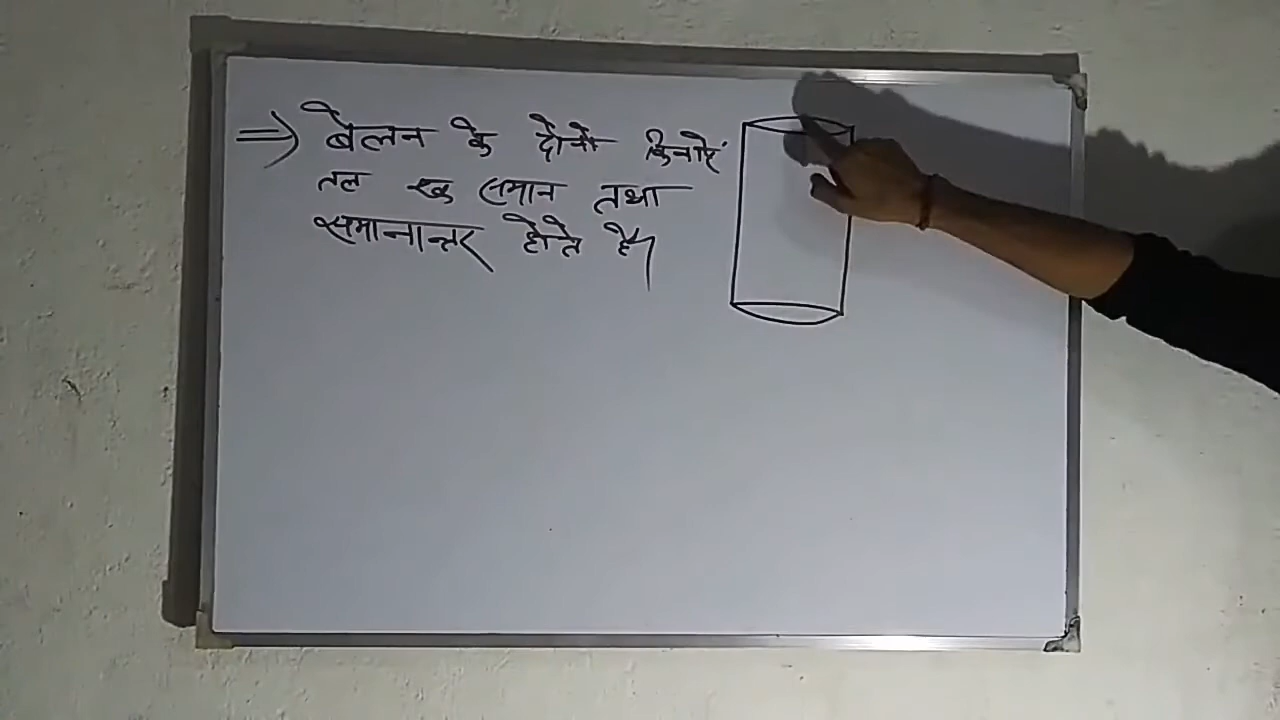 ⇒ बेलन के दोनो किनारें
तल एक समान तथा
समानान्तर होते है।